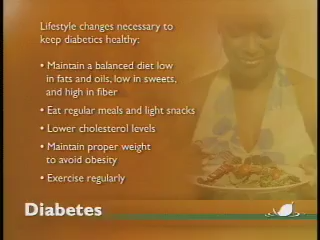 Lifestyle changes necessary to
keep diabetics healthy:
• Maintain a balanced diet low
in fats and oils, low in sweets,
and high in fiber
• Eat regular meals and light snacks
• Lower cholesterol levels
• Maintain proper weight
to avoid obesity
• Exercise regularly
Diabetes